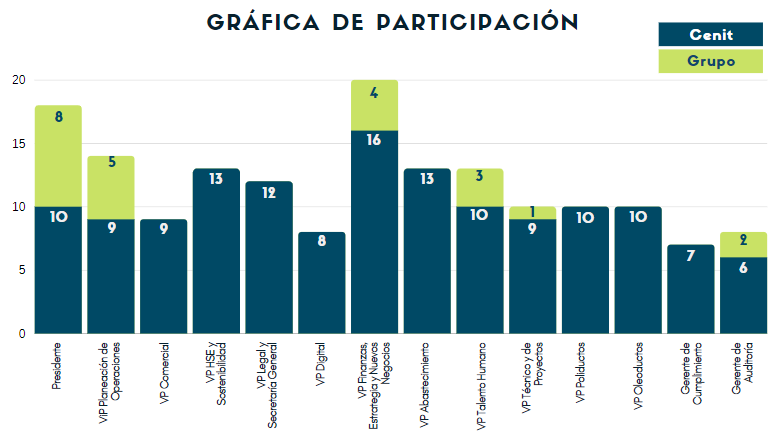 GRÁFICA DE PARTICIPACIÓN
Cenit
Grupo
20
15
10
5
0
8
10
5
9
9
13
12
8
4
16
13
3
10
1
9
10
10
7
2
6
Presidente
ViP Planeación de
Operaciones
VP Comercial
VP HSE y
Sostenibilidad
VP Legal y
Secretaría General
VP Digital
VP Finanzas,
Estrategia y Nuevos
Negocios
VP Abastecimiento
VP Talento Humano
VP Técnico y de
Proyectos
VP Poliductos
VP Oleoductos
Gerente de
Cumplimiento
Gerente de
Auditoría